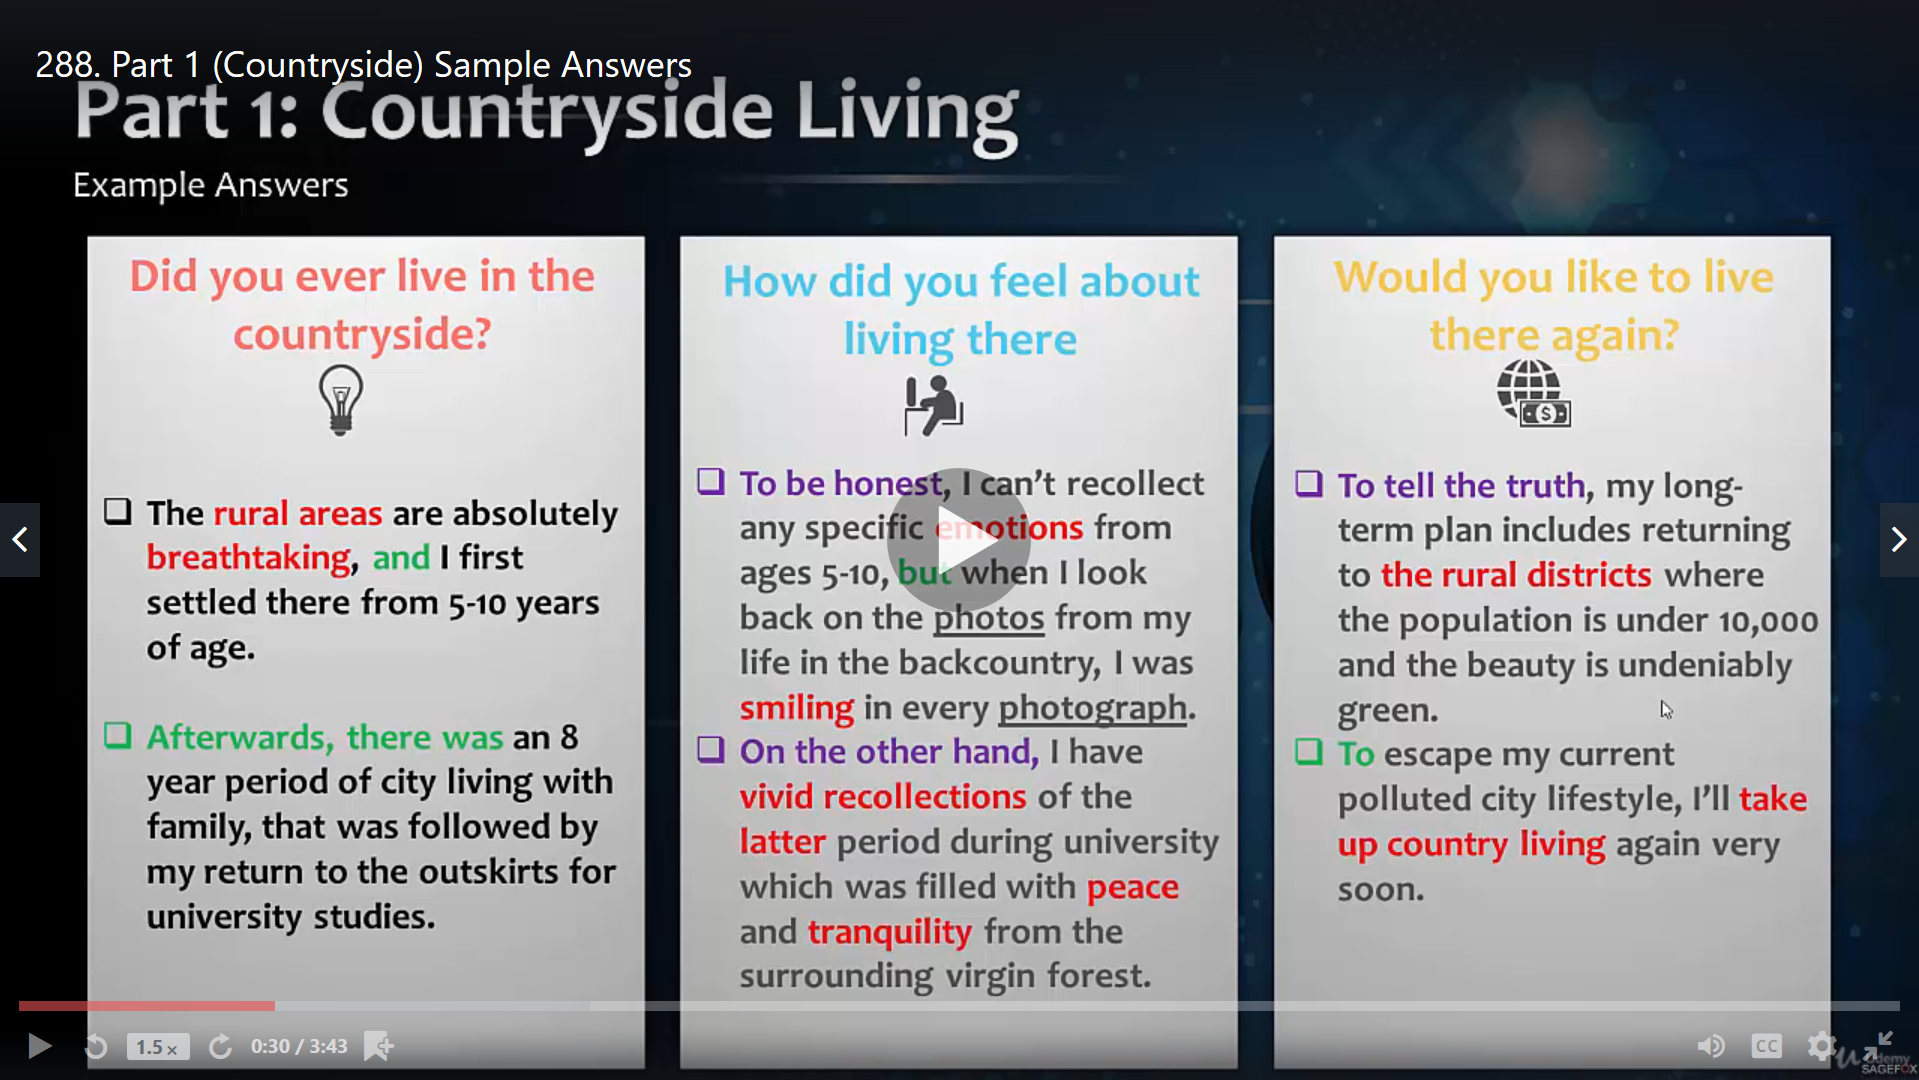 288. Part 1 (Countryside) Sample Answers
Part 1: Countryside Living
Example Answers
Did you ever live in the
countryside?
The rural areas are absolutely
breathtaking, and I first
settled there from 5-10 years
of age.
Afterwards, there was an 8
year period of city living with
family, that was followed by
my return to the outskirts for
university studies.
How did you feel about
living there
To be honest, I can't recollect
any specific emotions from
ages 5-10, but when I look
back on the photos from my
life in the backcountry, I was
smiling in every photograph.
On the other hand, I have
vivid recollections of the
latter period during university
which was filled with peace
and tranquility from the
surrounding virgin forest.
Would you like to live
there again?
$
To tell the truth, my long-
term plan includes returning
to the rural districts where
the population is under 10,000
and the beauty is undeniably
green.
To escape my current
polluted city lifestyle, I'll take
up country living again very
soon.
1.5 x
0:30 / 3:43
CC
udemy
SAGEFOX